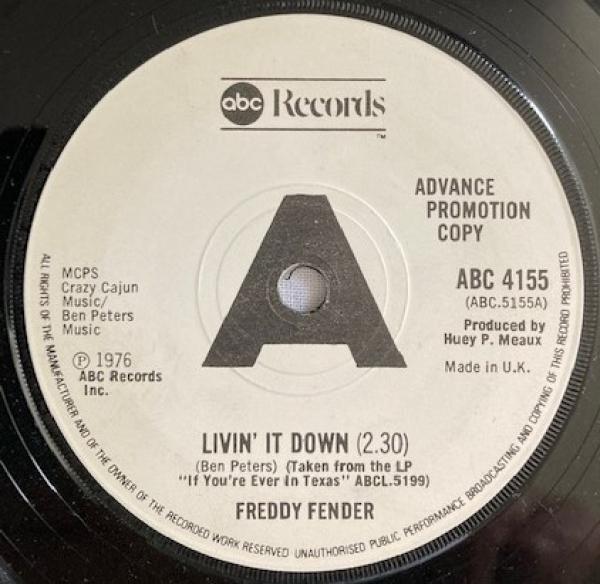 abc Records
TM
ADVANCE
PROMOTION
COPY
A
MCPS
Crazy Cajun
Music/
Ben Peters
Music
ABC 4155
(ABC.5155A)
Produced by
Huey P. Meaux
Made in U.K.
℗ 1976
ABC Records
Inc.
LIVIN' IT DOWN (2.30)
(Ben Peters) (Taken from the LP
"If You're Ever In Texas" ABCL.5199)
FREDDY FENDER
ALL RIGHTS OF THE MANUFACTURER AND OF THE OWNER OF THE RECORDED WORK RESERVED UNAUTHORISED PUBLIC PERFORMANCE BROADCASTING AND COPYING OF THIS RECORD PROHIBITED